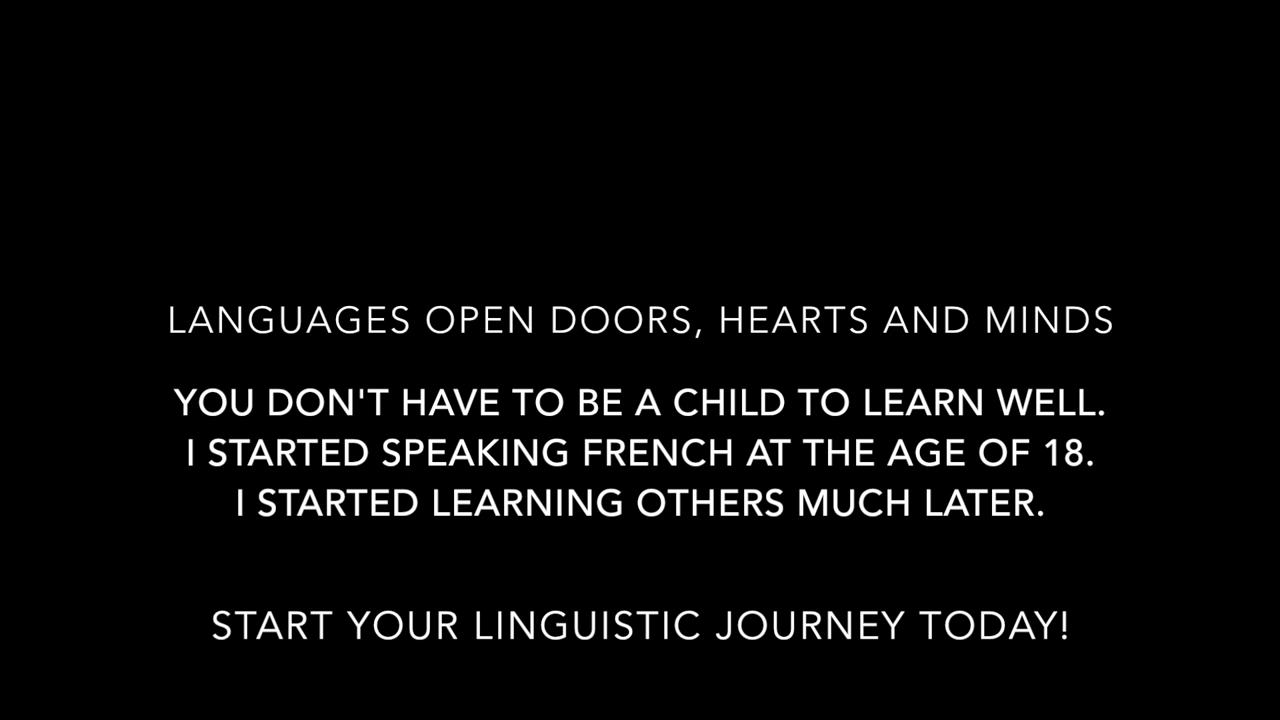 LANGUAGES OPEN DOORS, HEARTS AND MINDS
YOU DON'T HAVE TO BE A CHILD TO LEARN WELL.
I STARTED SPEAKING FRENCH AT THE AGE OF 18.
I STARTED LEARNING OTHERS MUCH LATER.
START YOUR LINGUISTIC JOURNEY TODAY!